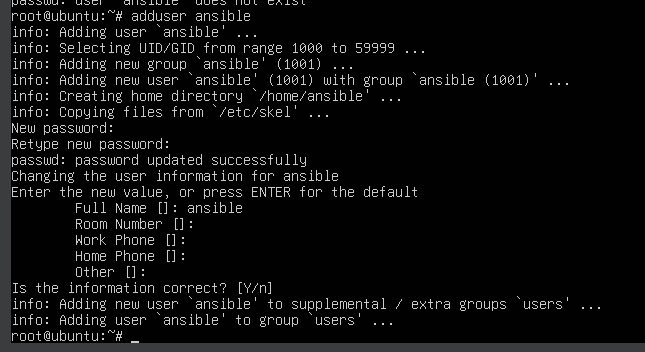 passwd: user `ansible' does not exist
root@ubuntu:~# adduser ansible
info: Adding user `ansible' ...
info: Selecting UID/GID from range 1000 to 59999 ...
info: Adding new group `ansible' (1001) ...
info: Adding new user `ansible' (1001) with group `ansible (1001)' ...
info: Creating home directory `/home/ansible' ...
info: Copying files from `/etc/skel' ...
New password:
Retype new password:
passwd: password updated successfully
Changing the user information for ansible
Enter the new value, or press ENTER for the default
Full Name []: ansible
Room Number []:
Work Phone []:
Home Phone []:
Other []:
Is the information correct? [Y/n]
info: Adding new user `ansible' to supplemental / extra groups `users' ...
info: Adding user `ansible' to group `users' ...
root@ubuntu:~# _